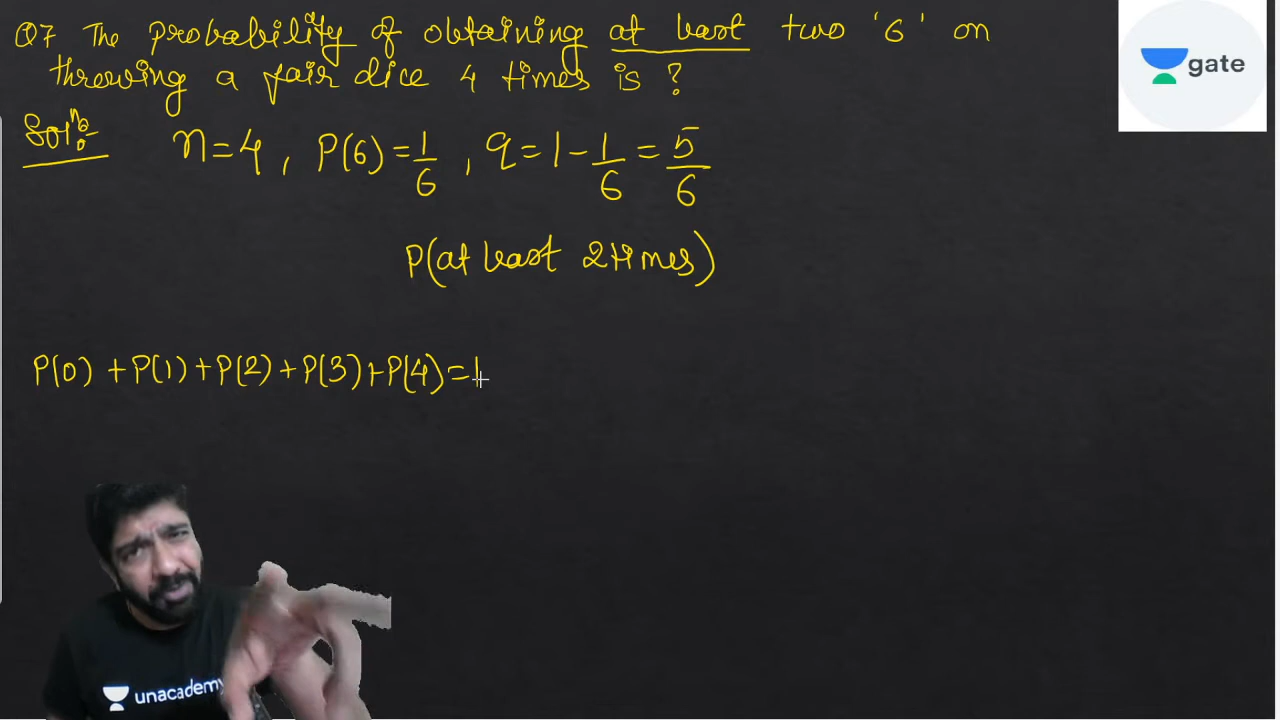 Q7 The probability of obtaining at least two '6' on
throwing a fair dice 4 times is ?
gate
Soln:-
n=4, P(6)=1/6, q=1-1/6=5/6
P(at least 2 times)
P(0)+P(1)+P(2)+P(3)+P(4)=1
unacademy